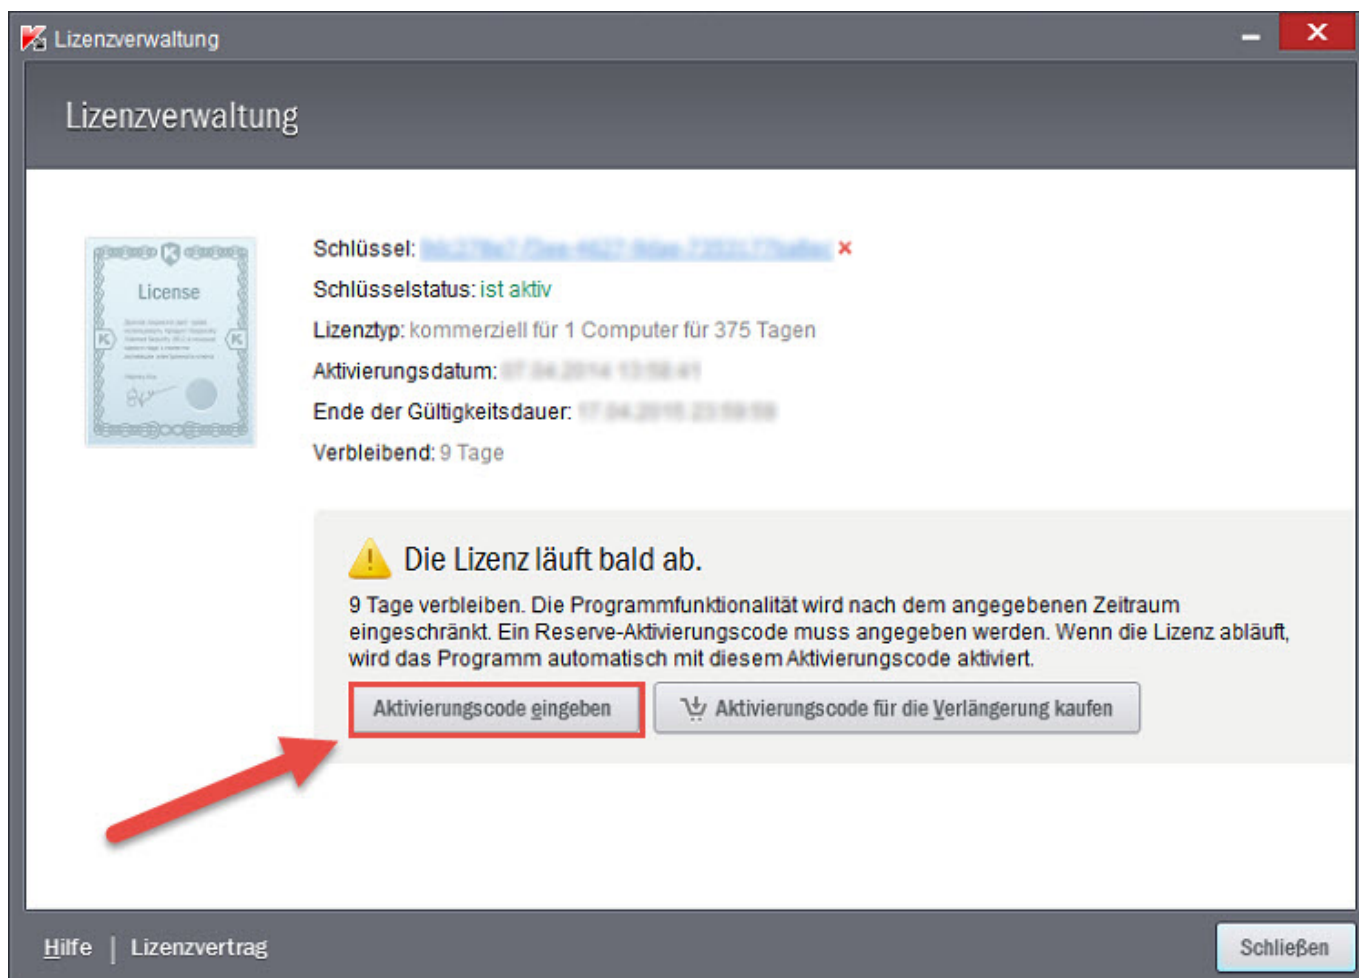 Lizenzverwaltung
Lizenzverwaltung
License
Schlüssel:
Schlüsselstatus: ist aktiv
Lizenztyp: kommerziell für 1 Computer für 375 Tagen
Aktivierungsdatum:
Ende der Gültigkeitsdauer:
Verbleibend: 9 Tage
Die Lizenz läuft bald ab.
9 Tage verbleiben. Die Programmfunktionalität wird nach dem angegebenen Zeitraum
eingeschränkt. Ein Reserve-Aktivierungscode muss angegeben werden. Wenn die Lizenz abläuft,
wird das Programm automatisch mit diesem Aktivierungscode aktiviert.
Aktivierungscode eingeben
Aktivierungscode für die Verlängerung kaufen
Hilfe | Lizenzvertrag
Schließen